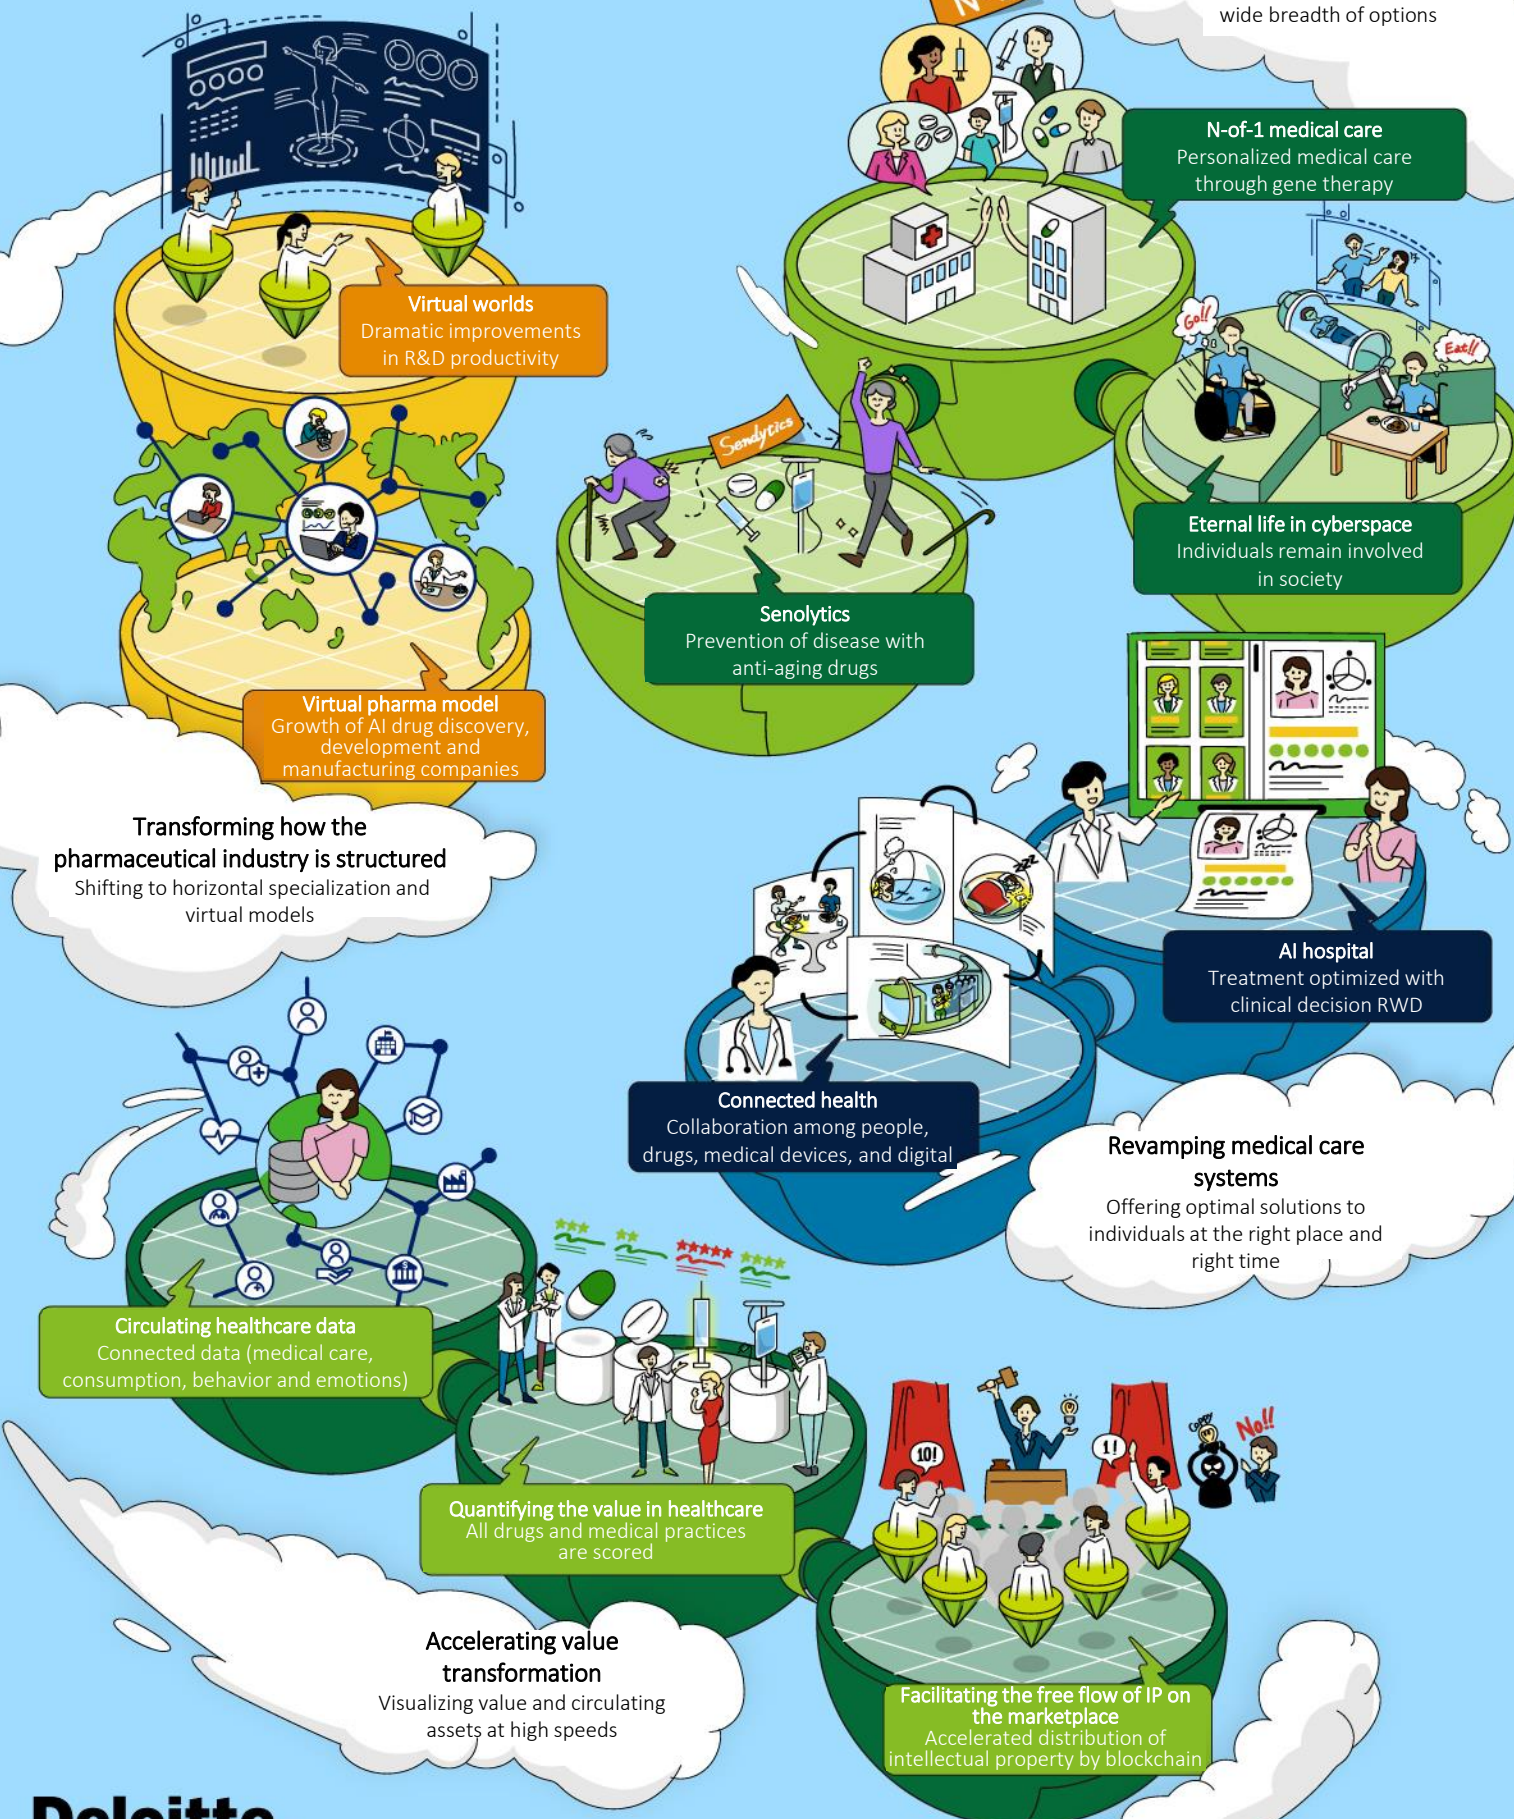 wide breadth of options
N-of-1 medical care
Personalized medical care
through gene therapy
Virtual worlds
Dramatic improvements
in R&D productivity
Go!!
Eat!!
Sendytics
Eternal life in cyberspace
Individuals remain involved
in society
Senolytics
Prevention of disease with
anti-aging drugs
Virtual pharma model
Growth of AI drug discovery,
development and
manufacturing companies
Transforming how the
pharmaceutical industry is structured
Shifting to horizontal specialization and
virtual models
zzz
AI hospital
Treatment optimized with
clinical decision RWD
Connected health
Collaboration among people,
drugs, medical devices, and digital
Revamping medical care
systems
Offering optimal solutions to
individuals at the right place and
right time
Circulating healthcare data
Connected data (medical care,
consumption, behavior and emotions)
10!
1!
COPY
No!!
Quantifying the value in healthcare
All drugs and medical practices
are scored
Accelerating value
transformation
Visualizing value and circulating
assets at high speeds
Facilitating the free flow of IP on
the marketplace
Accelerated distribution of
intellectual property by blockchain
Deloitte